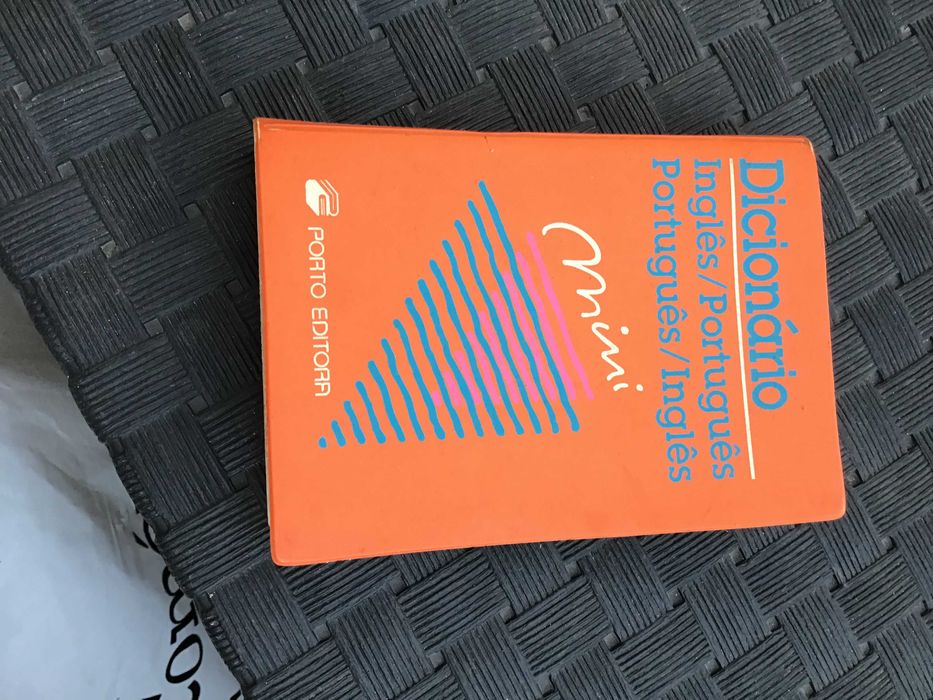 Dicionário
Inglês/Português
Português/Inglês
mini
PORTO EDITORA